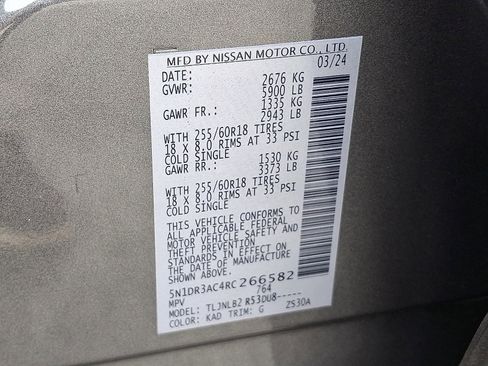 MFD BY NISSAN MOTOR CO., LTD.
DATE: 03/24
GVWR: 2676 KG
5900 LB
GAWR FR.: 1335 KG
2943 LB
WITH 255/60R18 TIRES
18 X 8.0 RIMS AT 33 PSI
COLD SINGLE
GAWR RR.: 1530 KG
3373 LB
WITH 255/60R18 TIRES
18 X 8.0 RIMS AT 33 PSI
COLD SINGLE
THIS VEHICLE CONFORMS TO
ALL APPLICABLE FEDERAL
MOTOR VEHICLE SAFETY AND
THEFT PREVENTION
STANDARDS IN EFFECT ON
THE DATE OF MANUFACTURE
SHOWN ABOVE.
5N1DR3AC4RC266582
MPV 764
MODEL: TLJNLB2 R53DU8-----
COLOR: KAD TRIM: G ZS30A